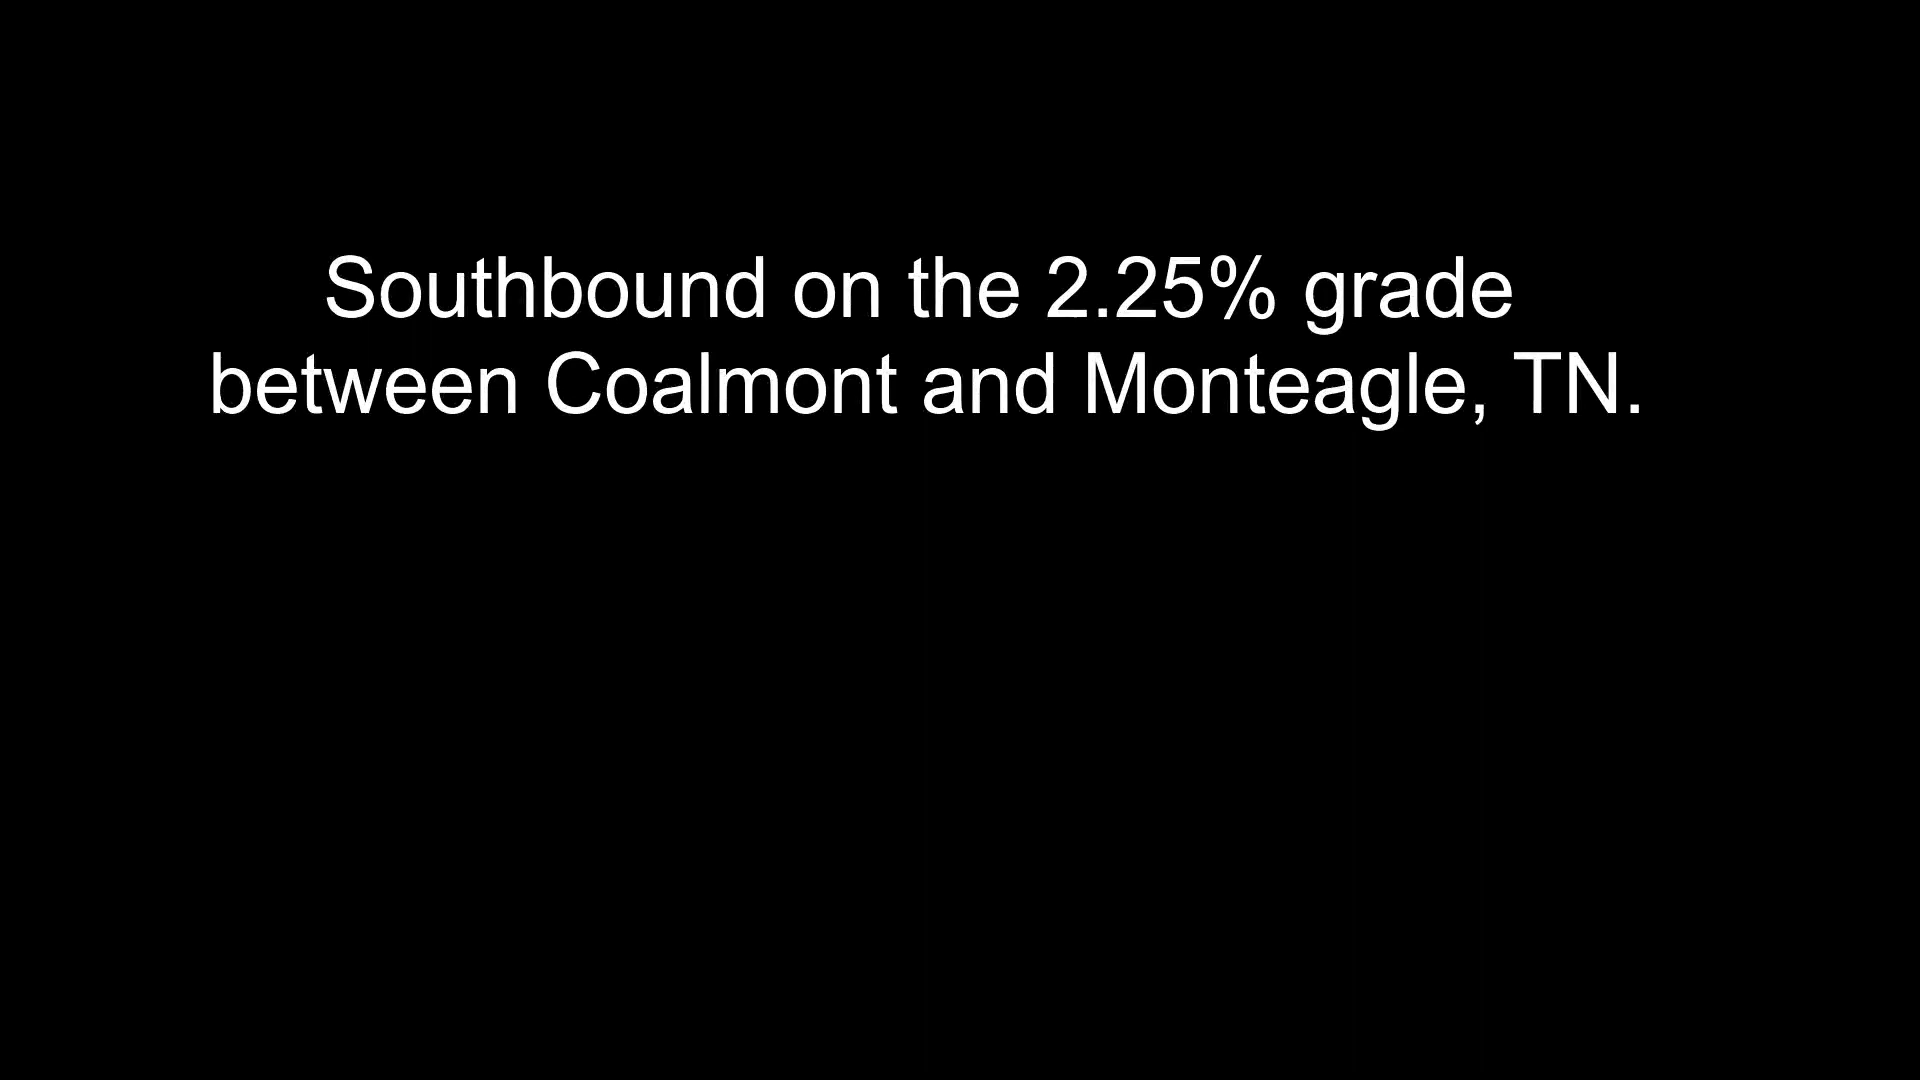 Southbound on the 2.25% grade
between Coalmont and Monteagle, TN.